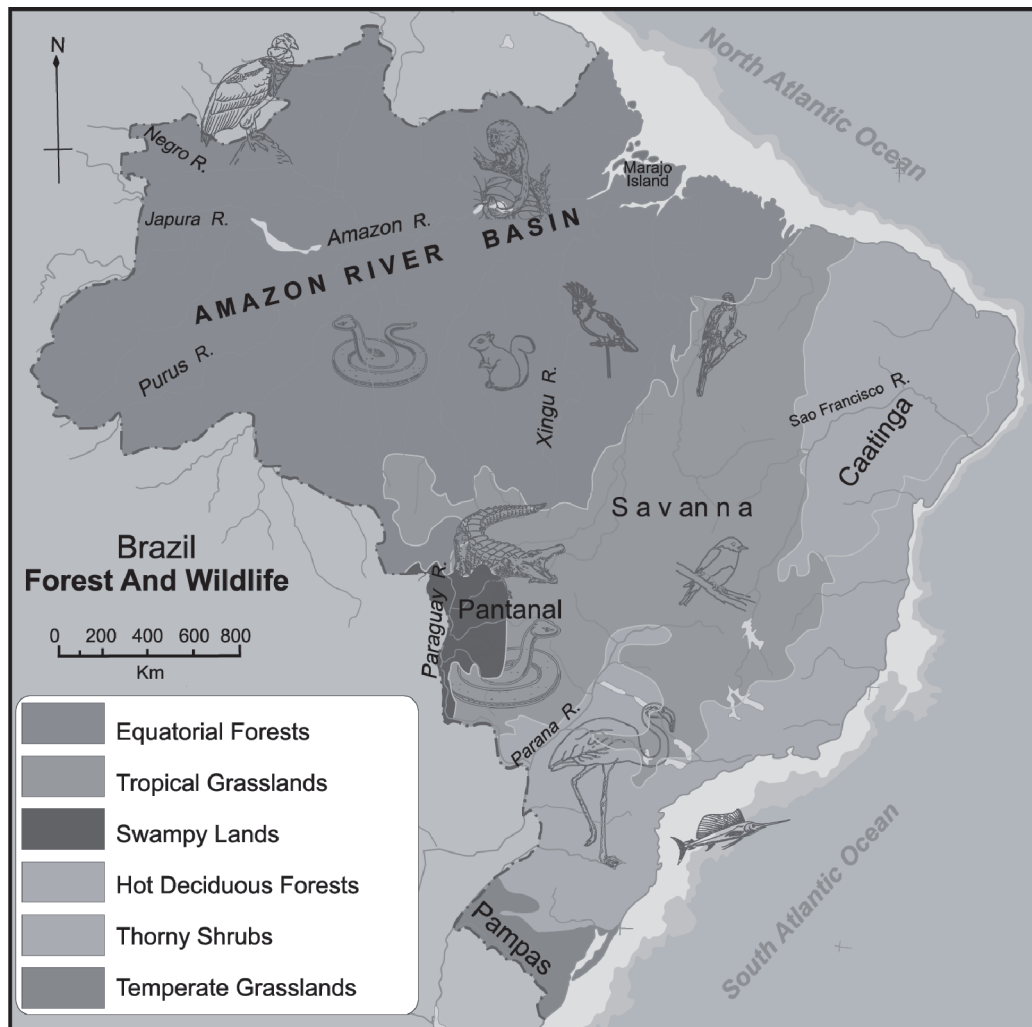 N
North Atlantic Ocean
Negro R.
Marajo
Island
Japura R.
Amazon R.
AMAZON RIVER BASIN
Purus R.
Xingu R.
Sao Francisco R.
Caatinga
Savanna
Brazil
Forest And Wildlife
Paraguay R.
Pantanal
0 200 400 600 800
Km
Parana R.
Equatorial Forests
Tropical Grasslands
Swampy Lands
Hot Deciduous Forests
Thorny Shrubs
Temperate Grasslands
Pampas
South Atlantic Ocean